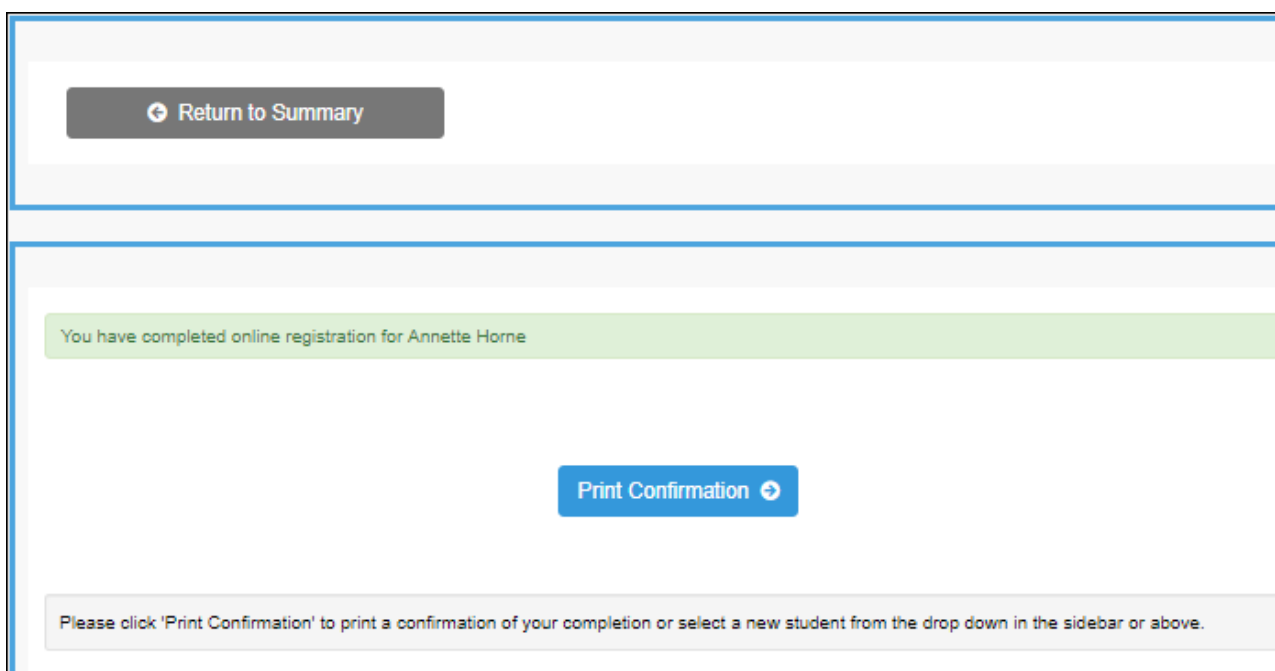 Return to Summary
You have completed online registration for Annette Horne
Print Confirmation
Please click 'Print Confirmation' to print a confirmation of your completion or select a new student from the drop down in the sidebar or above.